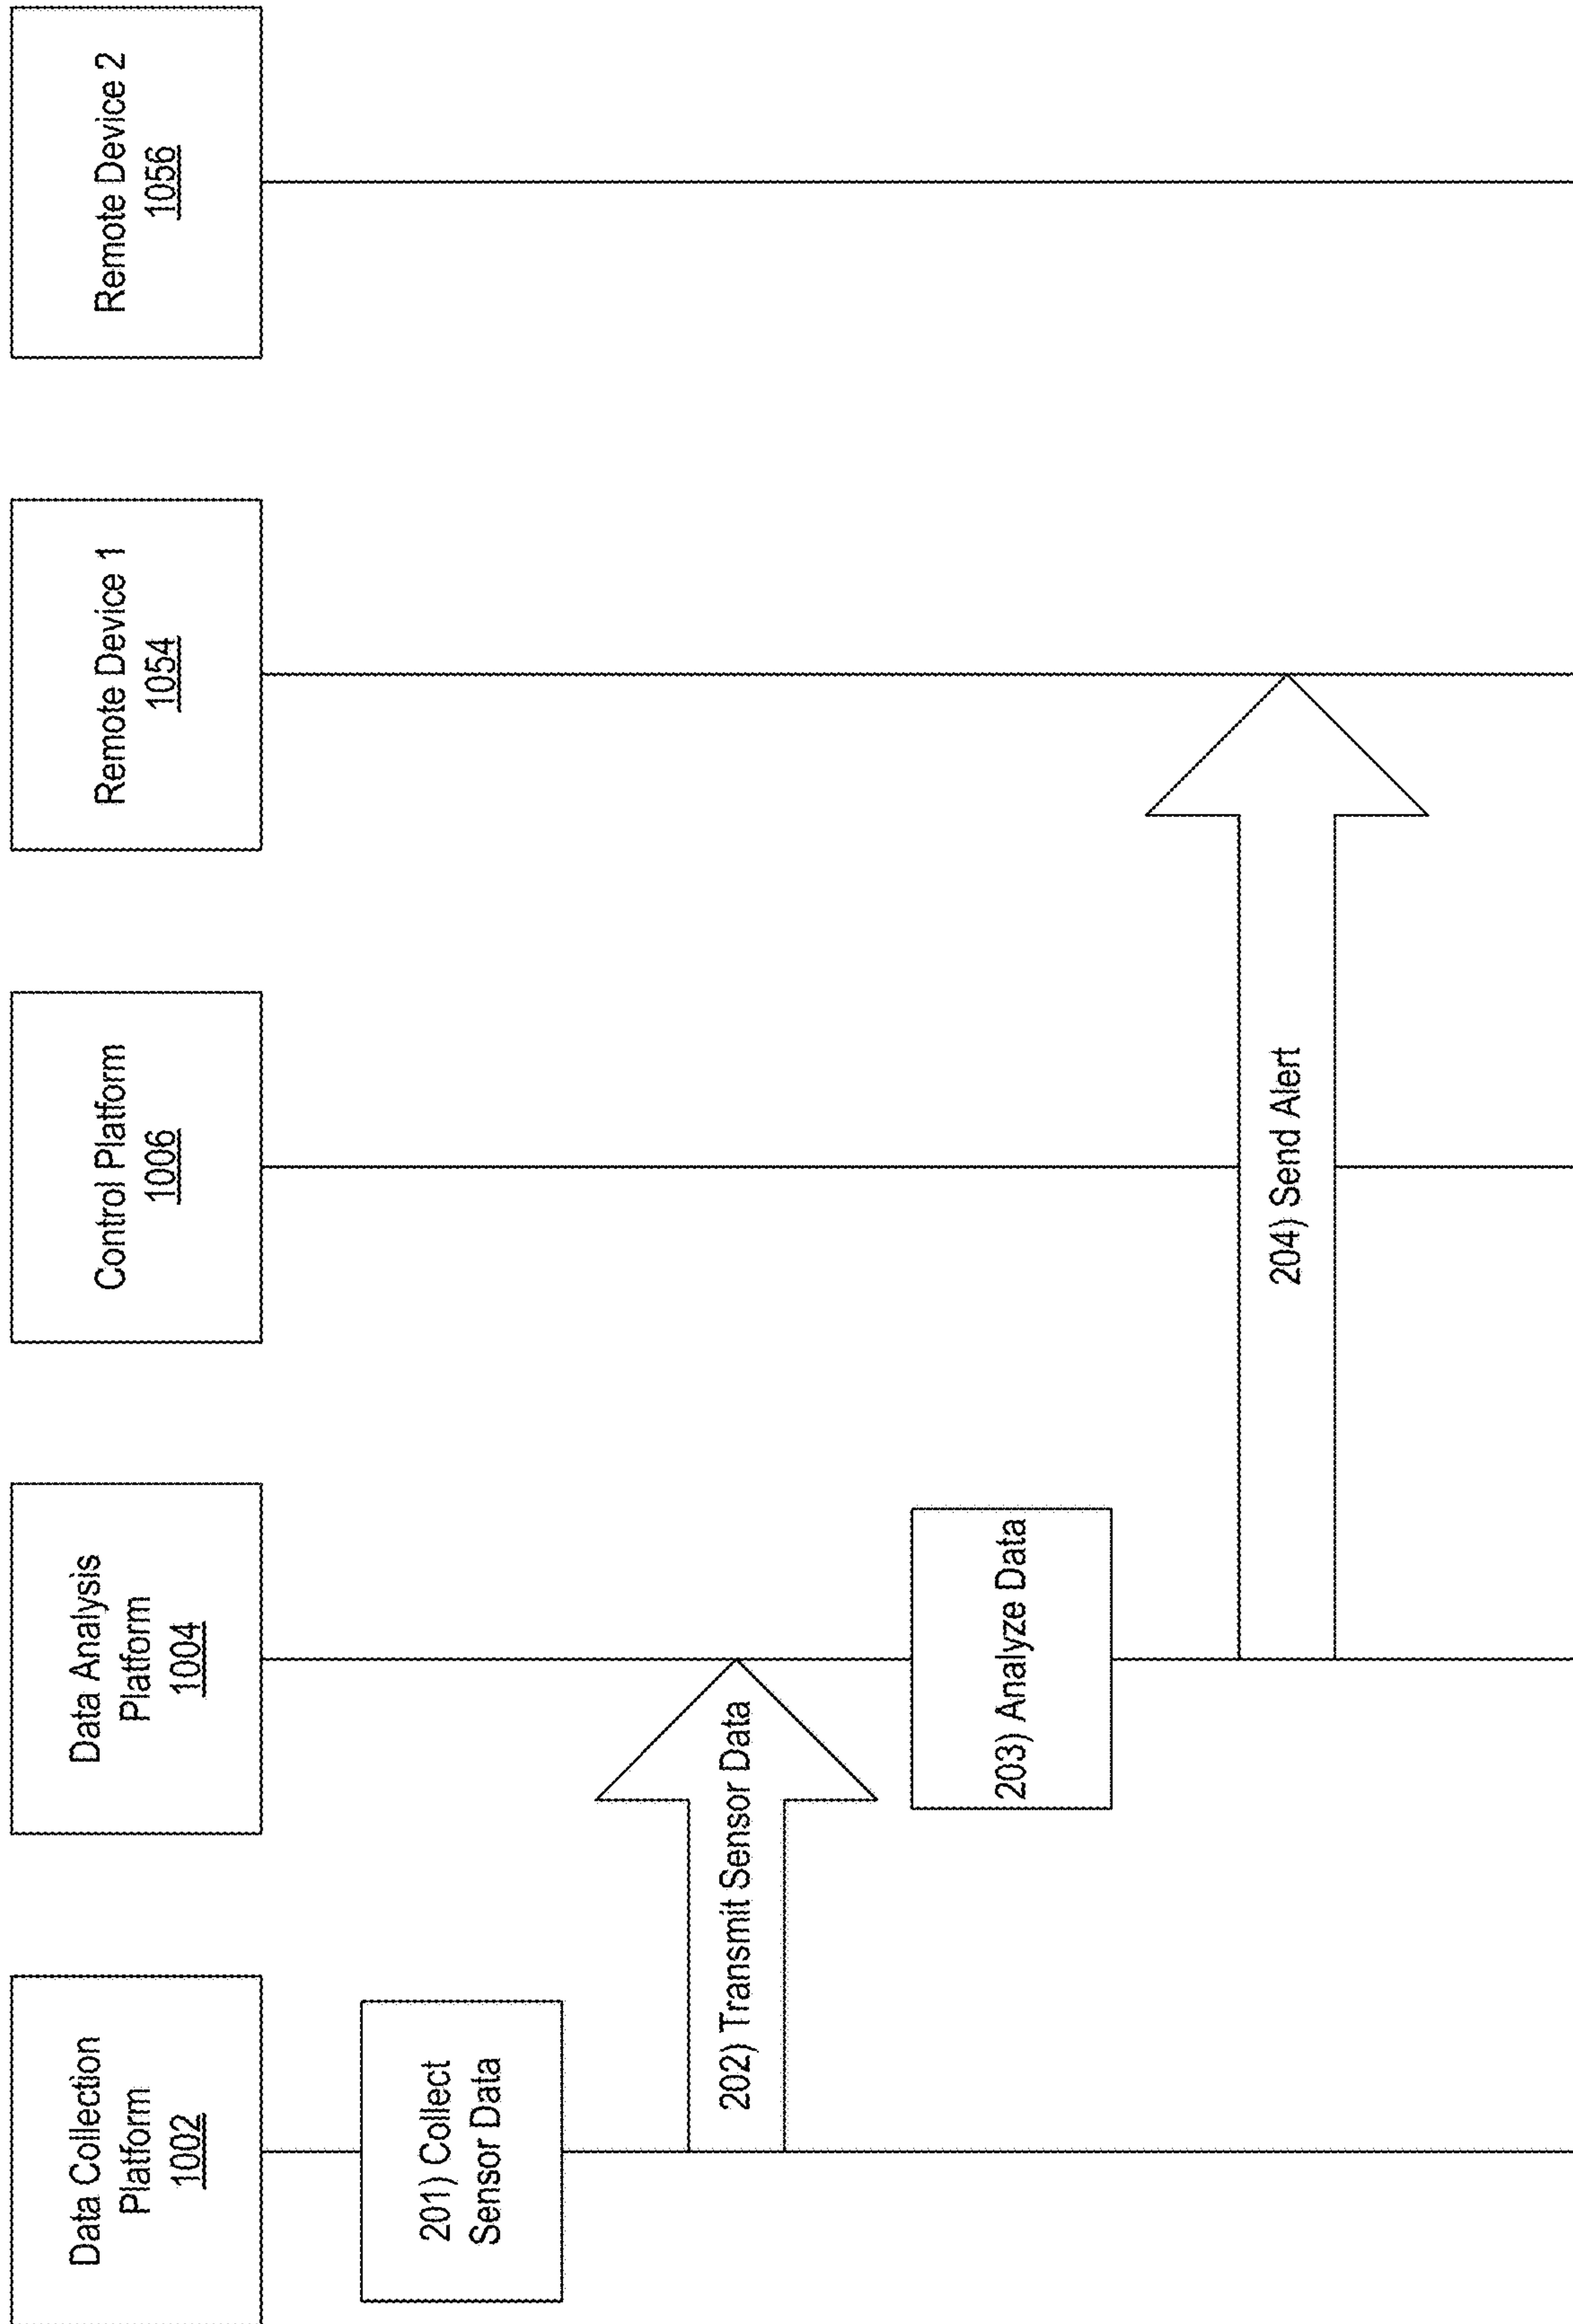 Data Collection
Platform
1002
Data Analysis
Platform
1004
Control Platform
1006
Remote Device 1
1054
Remote Device 2
1056
201) Collect
Sensor Data
202) Transmit Sensor Data
203) Analyze Data
204) Send Alert